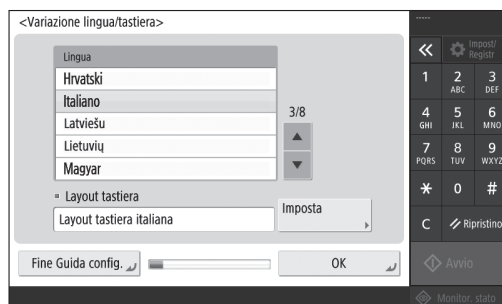 <Variazione lingua/tastiera>
Lingua
Hrvatski
Italiano
Latviešu
Lietuvių
Magyar
3/8
Layout tastiera
Layout tastiera italiana
Imposta
Fine Guida config.
OK
-----
Impost/
Registr
1 2 3
ABC DEF
4 5 6
GHI JKL MNO
7 8 9
PQRS TUV WXYZ
* 0 #
C Ripristino
Avvio
Monitor. stato